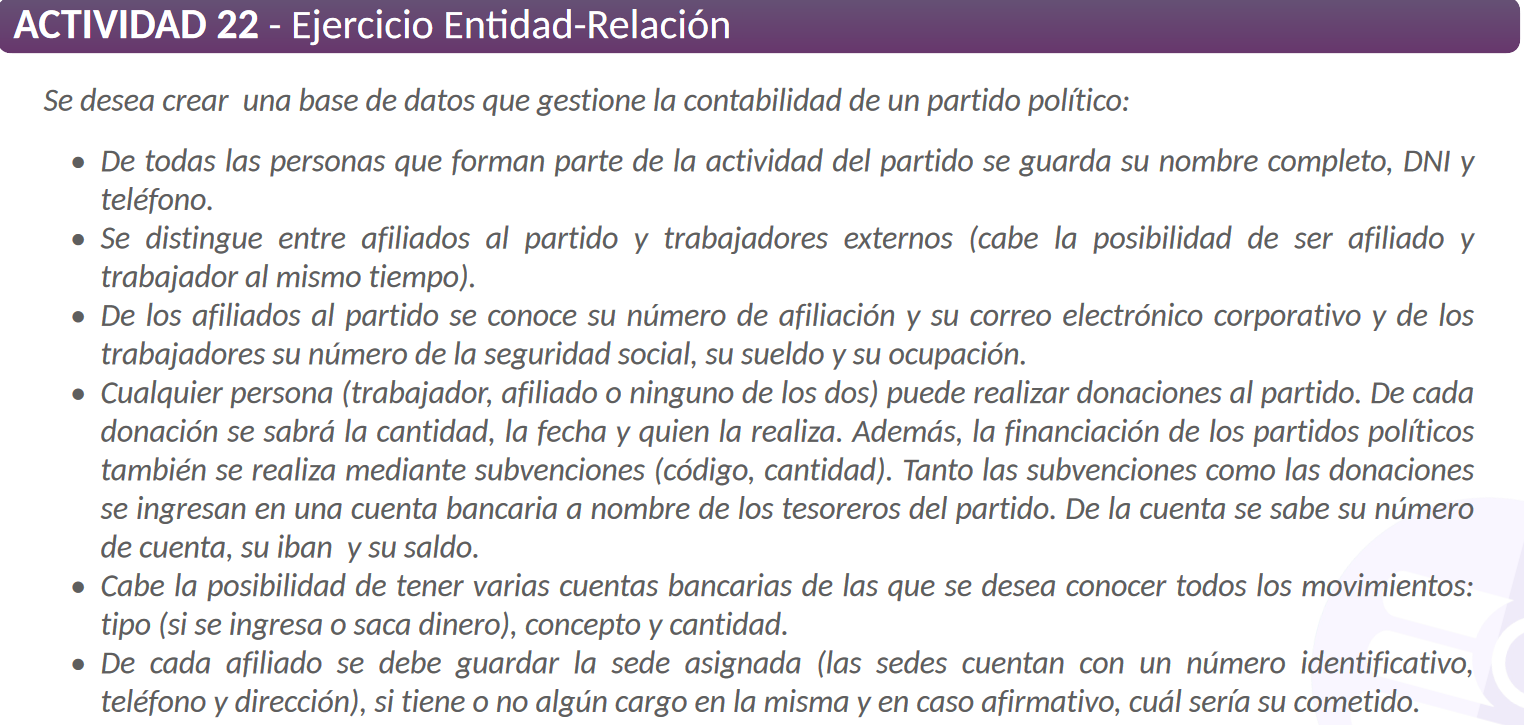 ACTIVIDAD 22 - Ejercicio Entidad-Relación
Se desea crear una base de datos que gestione la contabilidad de un partido político:
• De todas las personas que forman parte de la actividad del partido se guarda su nombre completo, DNI y
teléfono.
• Se distingue entre afiliados al partido y trabajadores externos (cabe la posibilidad de ser afiliado y
trabajador al mismo tiempo).
• De los afiliados al partido se conoce su número de afiliación y su correo electrónico corporativo y de los
trabajadores su número de la seguridad social, su sueldo y su ocupación.
• Cualquier persona (trabajador, afiliado o ninguno de los dos) puede realizar donaciones al partido. De cada
donación se sabrá la cantidad, la fecha y quien la realiza. Además, la financiación de los partidos políticos
también se realiza mediante subvenciones (código, cantidad). Tanto las subvenciones como las donaciones
se ingresan en una cuenta bancaria a nombre de los tesoreros del partido. De la cuenta se sabe su número
de cuenta, su iban y su saldo.
• Cabe la posibilidad de tener varias cuentas bancarias de las que se desea conocer todos los movimientos:
tipo (si se ingresa o saca dinero), concepto y cantidad.
• De cada afiliado se debe guardar la sede asignada (las sedes cuentan con un número identificativo,
teléfono y dirección), si tiene o no algún cargo en la misma y en caso afirmativo, cuál sería su cometido.